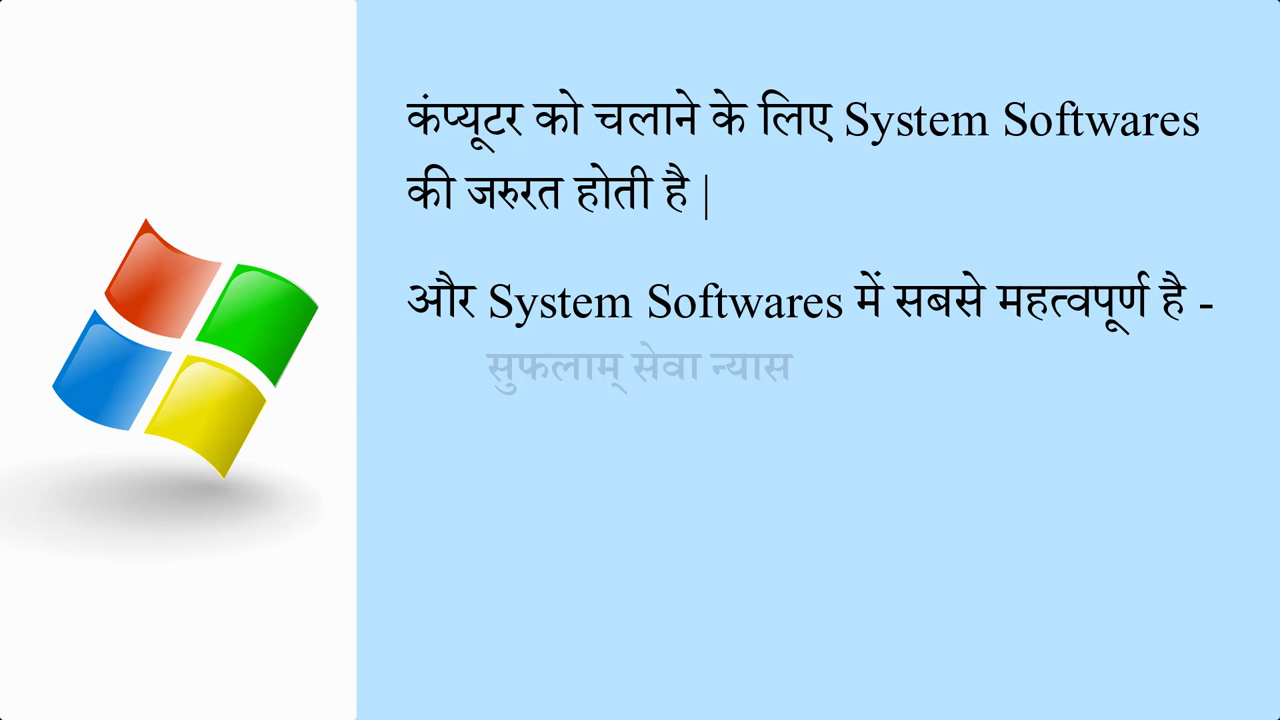 कंप्यूटर को चलाने के लिए System Softwares
की जरुरत होती है |
और System Softwares में सबसे महत्वपूर्ण है -
सुफलाम् सेवा न्यास